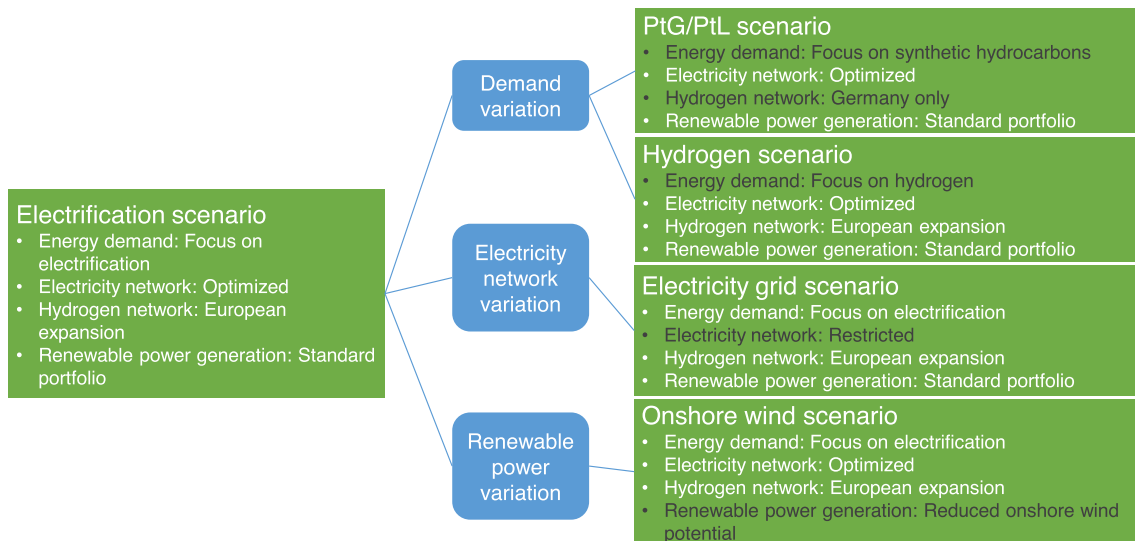 Electrification scenario
• Energy demand: Focus on
electrification
• Electricity network: Optimized
• Hydrogen network: European
expansion
• Renewable power generation: Standard
portfolio
Demand
variation
Electricity
network
variation
Renewable
power
variation
PtG/PtL scenario
• Energy demand: Focus on synthetic hydrocarbons
• Electricity network: Optimized
• Hydrogen network: Germany only
• Renewable power generation: Standard portfolio
Hydrogen scenario
• Energy demand: Focus on hydrogen
• Electricity network: Optimized
• Hydrogen network: European expansion
• Renewable power generation: Standard portfolio
Electricity grid scenario
• Energy demand: Focus on electrification
• Electricity network: Restricted
• Hydrogen network: European expansion
• Renewable power generation: Standard portfolio
Onshore wind scenario
• Energy demand: Focus on electrification
• Electricity network: Optimized
• Hydrogen network: European expansion
• Renewable power generation: Reduced onshore wind
potential